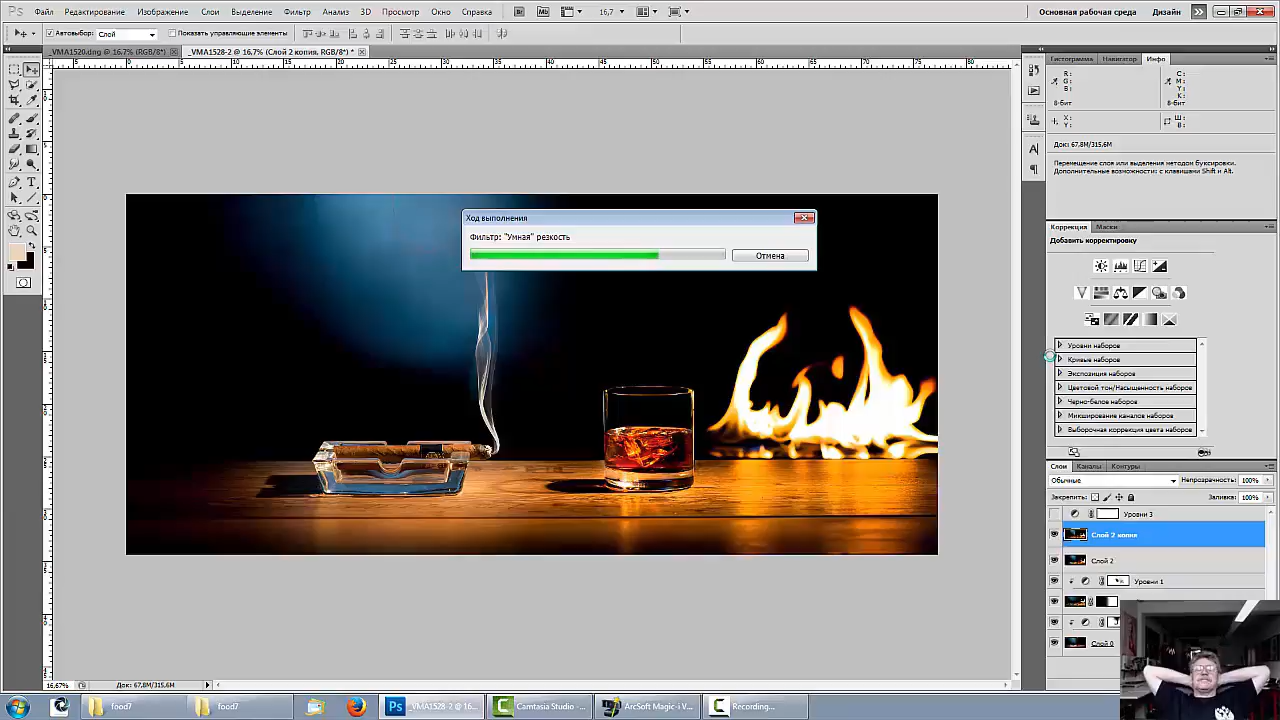 Ps Файл Редактирование Изображение Слои Выделение Фильтр Анализ 3D Просмотр Окно Справка Br Mb 16,7 Основная рабочая среда Дизайн
Автовыбор: Слой Показать управляющие элементы
_VMA1520.dng @ 16,7% (RGB/8*) _VMA1528-2 @ 16,7% (Слой 2 копия, RGB/8*) *
Гистограмма Навигатор Инфо
R:
G:
B:
C:
M:
Y:
K:
8-бит 8-бит
X:
Y:
Ш:
В:
Док: 67,8M/315,6M
Перемещение слоя или выделения методом буксировки.
Дополнительные возможности: с клавишами Shift и Alt.
Ход выполнения
Фильтр: "Умная" резкость
Отмена
Коррекция Маски
Добавить корректировку
Уровни наборов
Кривые наборов
Экспозиция наборов
Цветовой тон/Насыщенность наборов
Черно-белое наборов
Микширование каналов наборов
Выборочная коррекция цвета наборов
Слои Каналы Контуры
Обычные Непрозрачность: 100%
Закрепить: Заливка: 100%
Уровни 3
Слой 2 копия
Слой 2
Уровни 1
Слой 0
16,67% Док: 67,8M/315,6M
food7 food7 _VMA1528-2 @ 16... Camtasia Studio - ... ArcSoft Magic-i V... Recording...